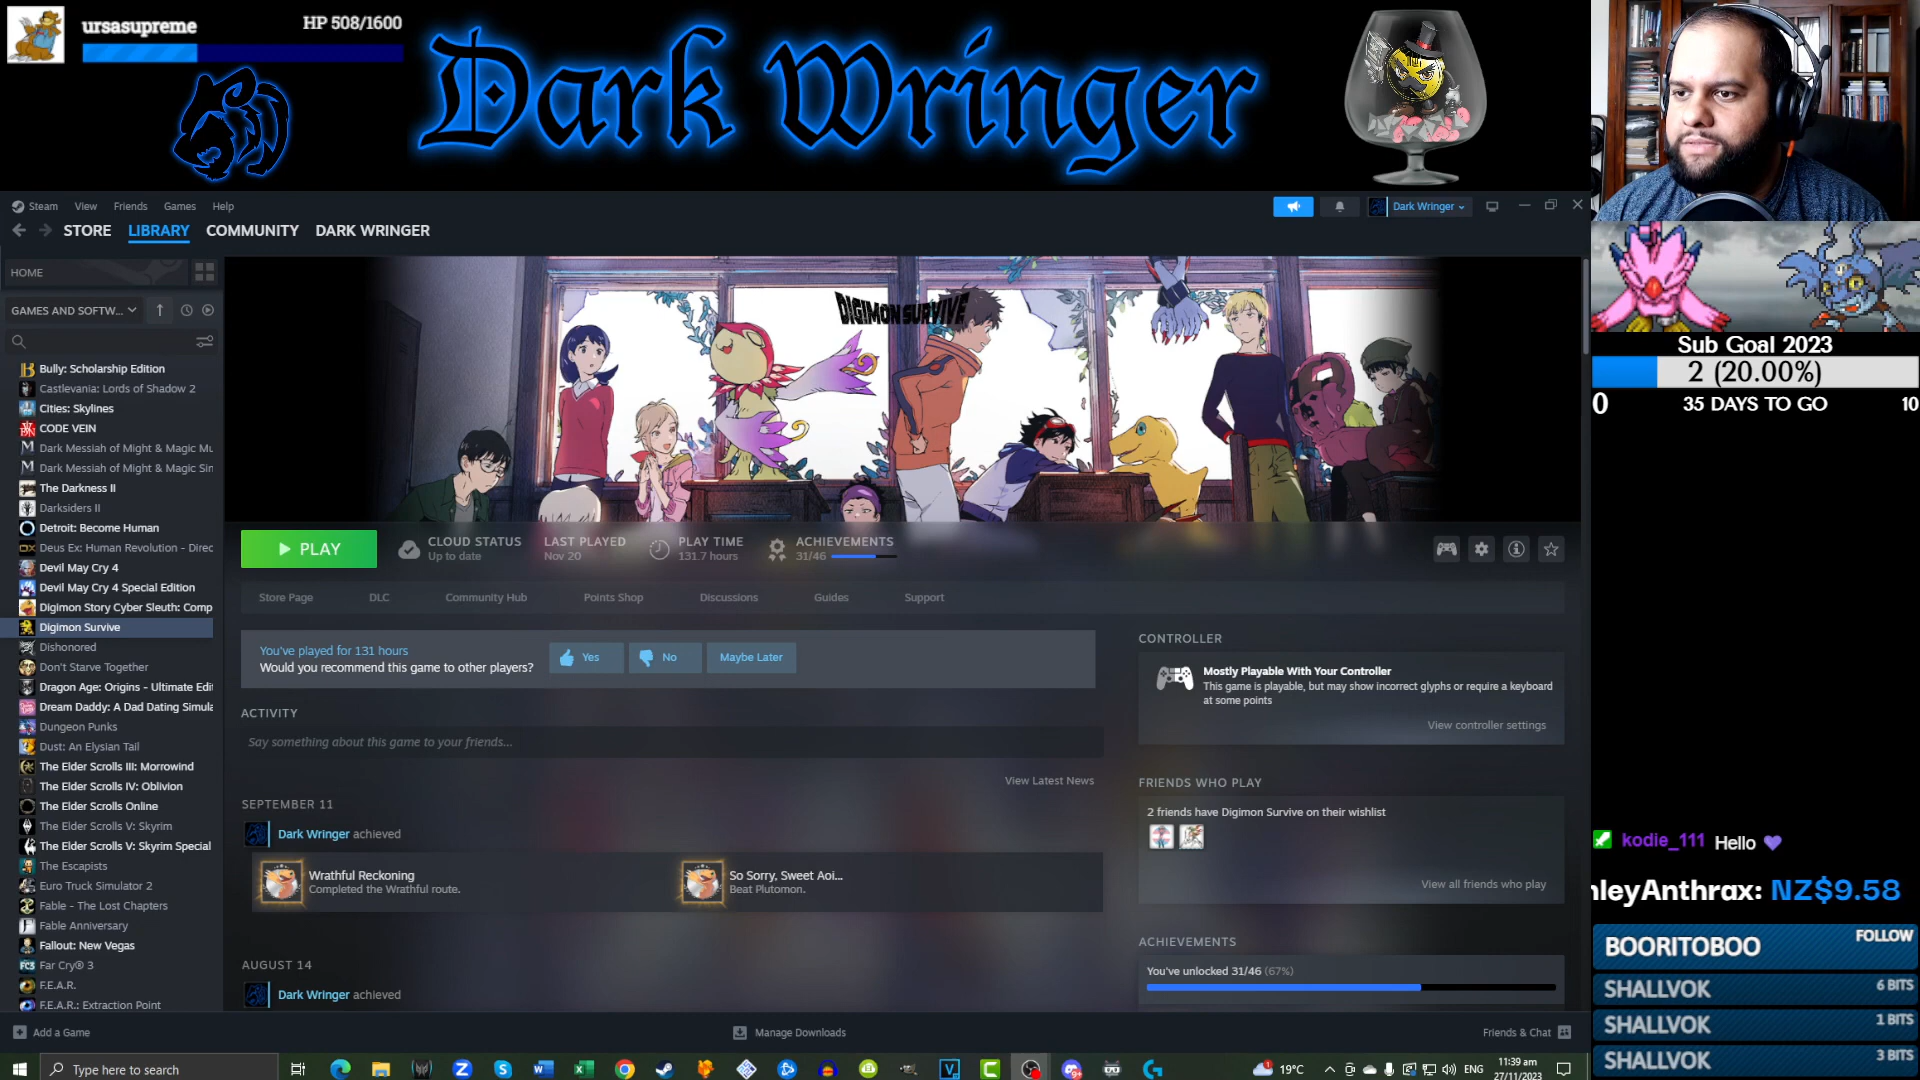 ursasupreme
HP 508/1600
Dark Wringer
Steam View Friends Games Help
Dark Wringer
STORE LIBRARY COMMUNITY DARK WRINGER
HOME
GAMES AND SOFTW...
Bully: Scholarship Edition
Castlevania: Lords of Shadow 2
Cities: Skylines
CODE VEIN
Dark Messiah of Might & Magic Mu
Dark Messiah of Might & Magic Sin
The Darkness II
Darksiders II
Detroit: Become Human
Deus Ex: Human Revolution - Direc
Devil May Cry 4
Devil May Cry 4 Special Edition
Digimon Story Cyber Sleuth: Comp
Digimon Survive
Dishonored
Don't Starve Together
Dragon Age: Origins - Ultimate Edit
Dream Daddy: A Dad Dating Simula
Dungeon Punks
Dust: An Elysian Tail
The Elder Scrolls III: Morrowind
The Elder Scrolls IV: Oblivion
The Elder Scrolls Online
The Elder Scrolls V: Skyrim
The Elder Scrolls V: Skyrim Special
The Escapists
Euro Truck Simulator 2
Fable - The Lost Chapters
Fable Anniversary
Fallout: New Vegas
Far Cry® 3
F.E.A.R.
F.E.A.R.: Extraction Point
Add a Game
DIGIMON SURVIVE
PLAY
CLOUD STATUS
Up to date
LAST PLAYED
Nov 20
PLAY TIME
131.7 hours
ACHIEVEMENTS
31/46
Store Page DLC Community Hub Points Shop Discussions Guides Support
You've played for 131 hours
Would you recommend this game to other players?
Yes No Maybe Later
ACTIVITY
Say something about this game to your friends...
View Latest News
SEPTEMBER 11
Dark Wringer achieved
Wrathful Reckoning
Completed the Wrathful route.
So Sorry, Sweet Aoi...
Beat Plutomon.
AUGUST 14
Dark Wringer achieved
CONTROLLER
Mostly Playable With Your Controller
This game is playable, but may show incorrect glyphs or require a keyboard
at some points
View controller settings
FRIENDS WHO PLAY
2 friends have Digimon Survive on their wishlist
View all friends who play
ACHIEVEMENTS
You've unlocked 31/46 (67%)
Manage Downloads
Friends & Chat
Sub Goal 2023
2 (20.00%)
0 35 DAYS TO GO 10
kodie_111 Hello
nleyAnthrax: NZ$9.58
BOORITOBOO FOLLOW
SHALLVOK 6 BITS
SHALLVOK 1 BITS
SHALLVOK 3 BITS
Type here to search
19°C
ENG
11:39 am
27/11/2023